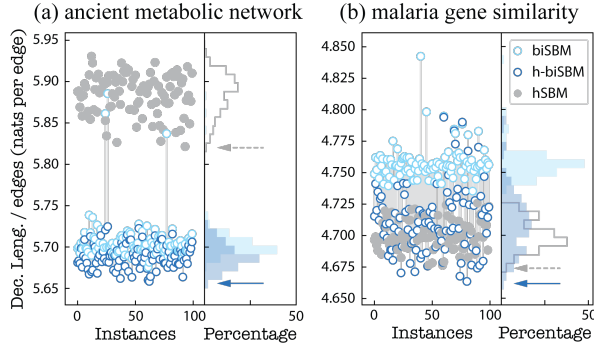 (a) ancient metabolic network
(b) malaria gene similarity
Dec. Leng. / edges (nats per edge)
5.95
5.90
5.85
5.80
5.75
5.70
5.65
0
50
100
0
50
Instances
Percentage
4.850
4.825
4.800
4.775
4.750
4.725
4.700
4.675
4.650
0
50
100
0
50
Instances
Percentage
biSBM
h-biSBM
hSBM